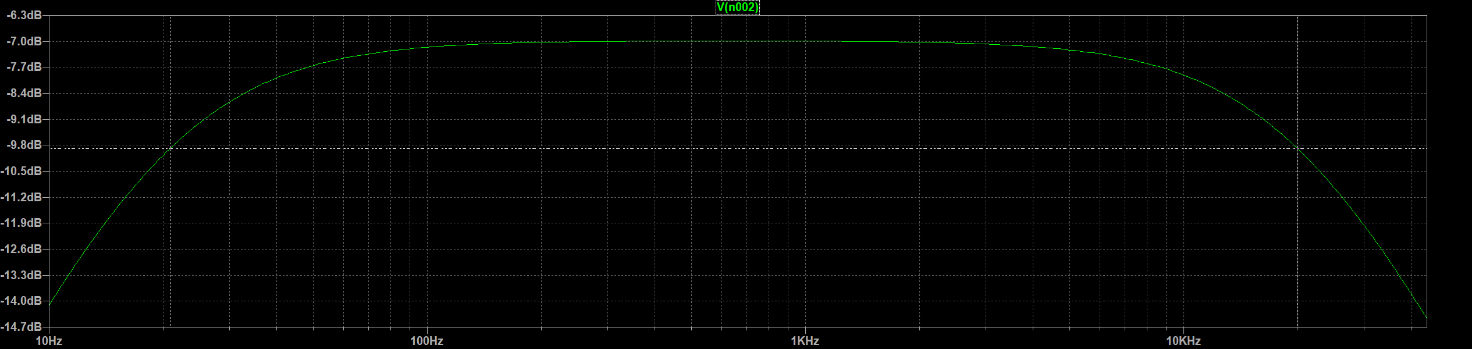 V(n002)
-6.3dB
-7.0dB
-7.7dB
-8.4dB
-9.1dB
-9.8dB
-10.5dB
-11.2dB
-11.9dB
-12.6dB
-13.3dB
-14.0dB
-14.7dB
10Hz 100Hz 1KHz 10KHz